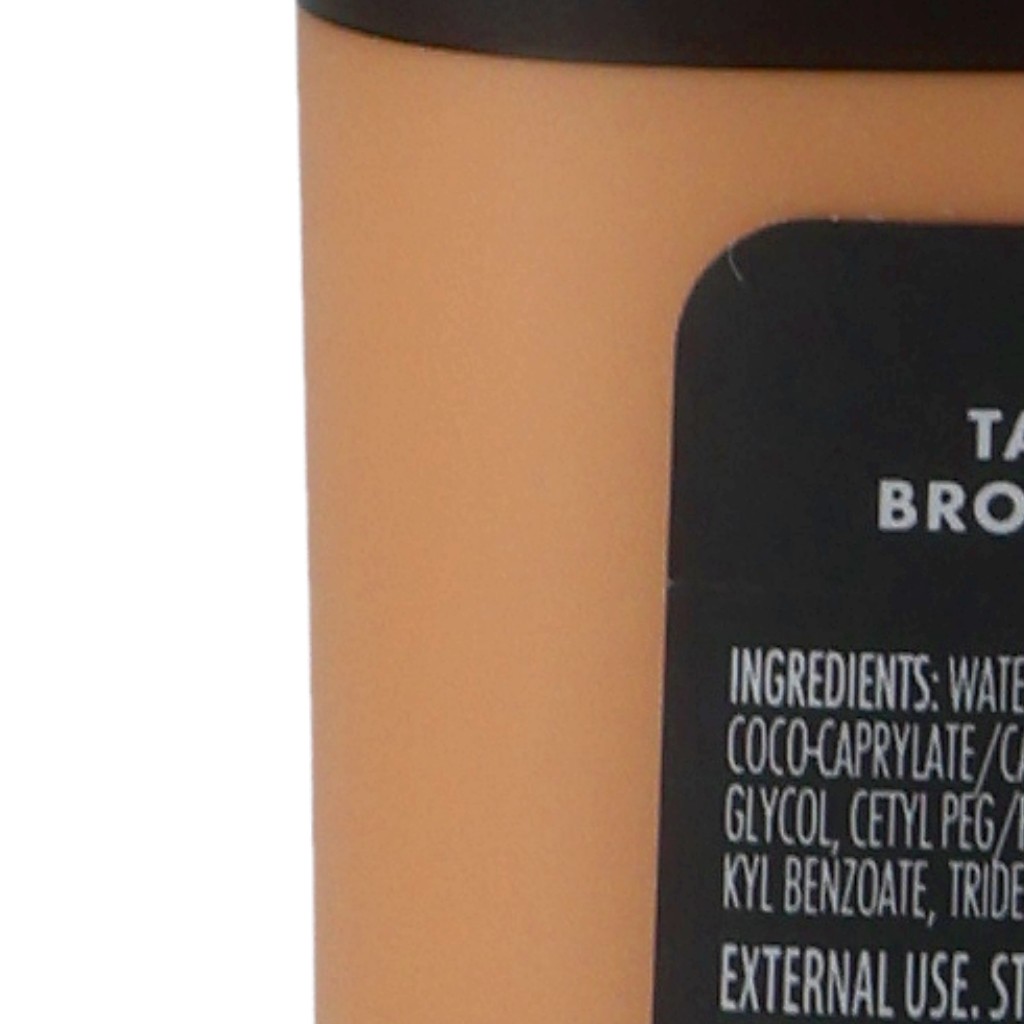 TA
BRO
INGREDIENTS: WATE
COCO-CAPRYLATE/CA
GLYCOL, CETYL PEG/
KYL BENZOATE, TRIDE
EXTERNAL USE. ST